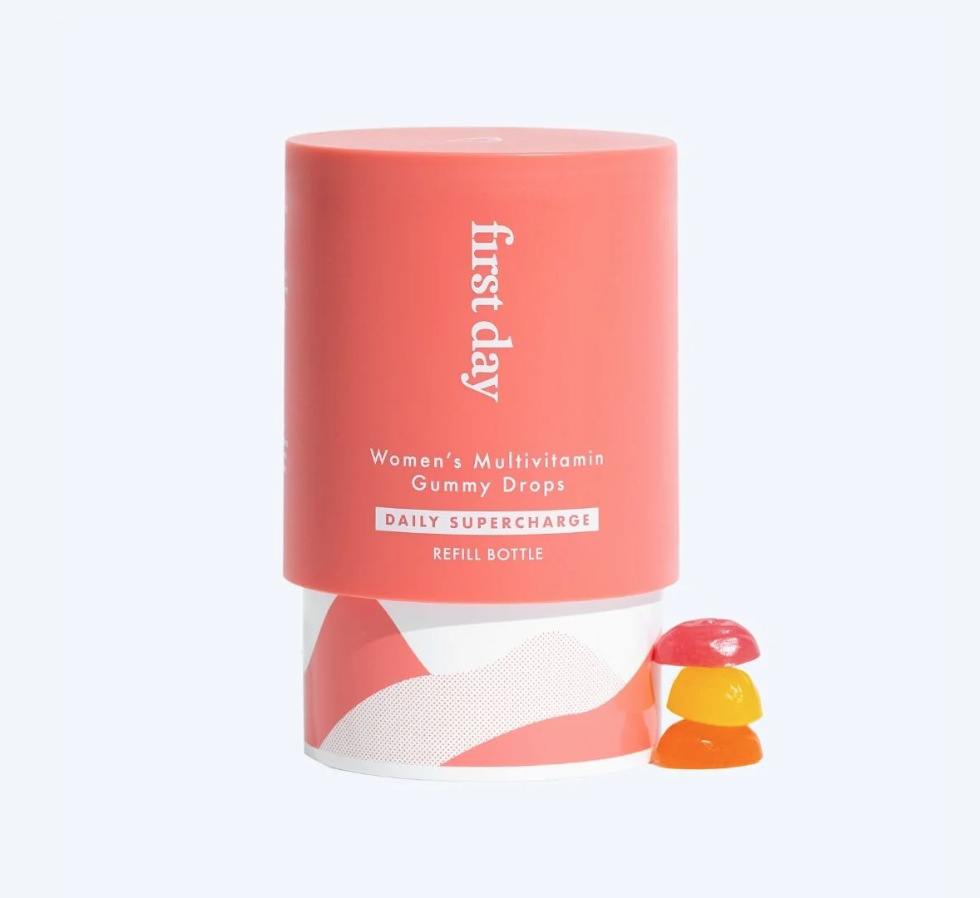 first day
Women's Multivitamin
Gummy Drops
DAILY SUPERCHARGE
REFILL BOTTLE